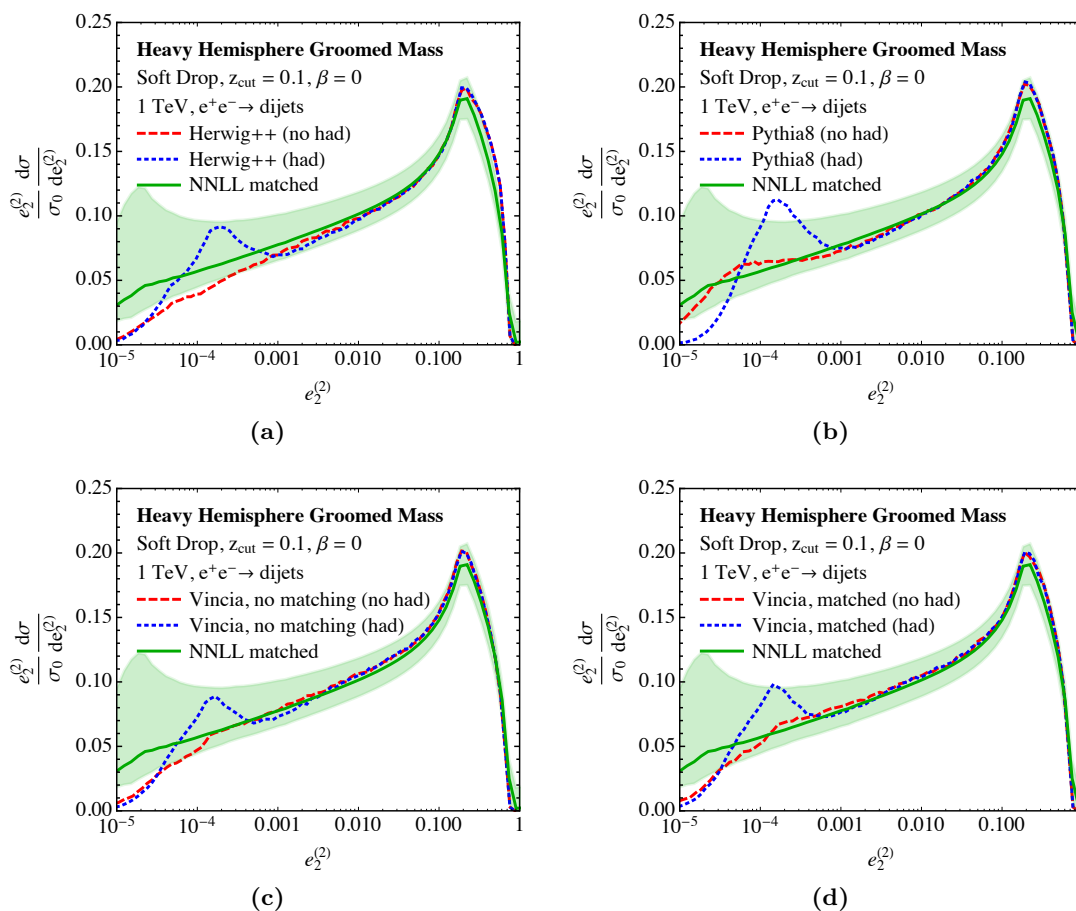 0.25
0.20
0.15
0.10
0.05
0.00
e₂⁽²⁾/σ₀ dσ/de₂⁽²⁾
Heavy Hemisphere Groomed Mass
Soft Drop, z_cut = 0.1, β = 0
1 TeV, e⁺e⁻→ dijets
Herwig++ (no had)
Herwig++ (had)
NNLL matched
10⁻⁵ 10⁻⁴ 0.001 0.010 0.100 1
e₂⁽²⁾
(a)
0.25
0.20
0.15
0.10
0.05
0.00
e₂⁽²⁾/σ₀ dσ/de₂⁽²⁾
Heavy Hemisphere Groomed Mass
Soft Drop, z_cut = 0.1, β = 0
1 TeV, e⁺e⁻→ dijets
Pythia8 (no had)
Pythia8 (had)
NNLL matched
10⁻⁵ 10⁻⁴ 0.001 0.010 0.100
e₂⁽²⁾
(b)
0.25
0.20
0.15
0.10
0.05
0.00
e₂⁽²⁾/σ₀ dσ/de₂⁽²⁾
Heavy Hemisphere Groomed Mass
Soft Drop, z_cut = 0.1, β = 0
1 TeV, e⁺e⁻→ dijets
Vincia, no matching (no had)
Vincia, no matching (had)
NNLL matched
10⁻⁵ 10⁻⁴ 0.001 0.010 0.100 1
e₂⁽²⁾
(c)
0.25
0.20
0.15
0.10
0.05
0.00
e₂⁽²⁾/σ₀ dσ/de₂⁽²⁾
Heavy Hemisphere Groomed Mass
Soft Drop, z_cut = 0.1, β = 0
1 TeV, e⁺e⁻→ dijets
Vincia, matched (no had)
Vincia, matched (had)
NNLL matched
10⁻⁵ 10⁻⁴ 0.001 0.010 0.100
e₂⁽²⁾
(d)